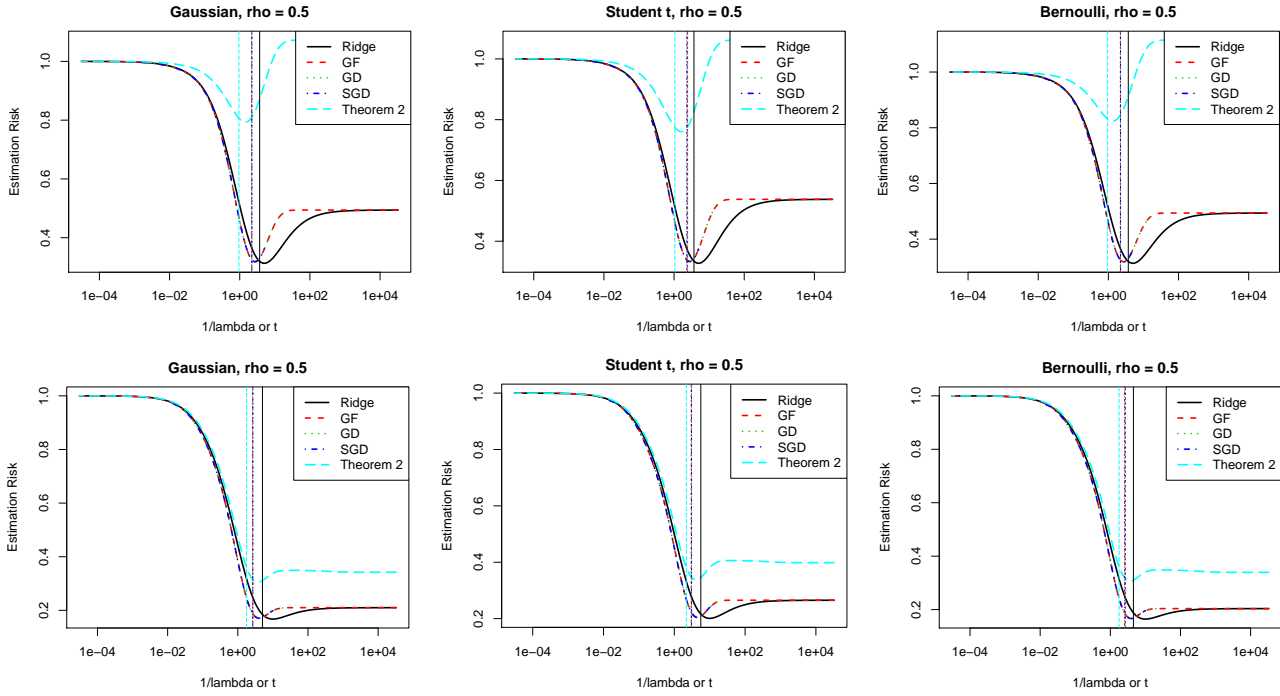 Gaussian, rho = 0.5
Estimation Risk
1.0
0.8
0.6
0.4
1e−04
1e−02
1e+00
1e+02
1e+04
1/lambda or t
Ridge
GF
GD
SGD
Theorem 2
Student t, rho = 0.5
Estimation Risk
1.0
0.8
0.6
0.4
1e−04
1e−02
1e+00
1e+02
1e+04
1/lambda or t
Ridge
GF
GD
SGD
Theorem 2
Bernoulli, rho = 0.5
Estimation Risk
1.0
0.8
0.6
0.4
1e−04
1e−02
1e+00
1e+02
1e+04
1/lambda or t
Ridge
GF
GD
SGD
Theorem 2
Gaussian, rho = 0.5
Estimation Risk
1.0
0.8
0.6
0.4
0.2
1e−04
1e−02
1e+00
1e+02
1e+04
1/lambda or t
Ridge
GF
GD
SGD
Theorem 2
Student t, rho = 0.5
Estimation Risk
1.0
0.8
0.6
0.4
0.2
1e−04
1e−02
1e+00
1e+02
1e+04
1/lambda or t
Ridge
GF
GD
SGD
Theorem 2
Bernoulli, rho = 0.5
Estimation Risk
1.0
0.8
0.6
0.4
0.2
1e−04
1e−02
1e+00
1e+02
1e+04
1/lambda or t
Ridge
GF
GD
SGD
Theorem 2